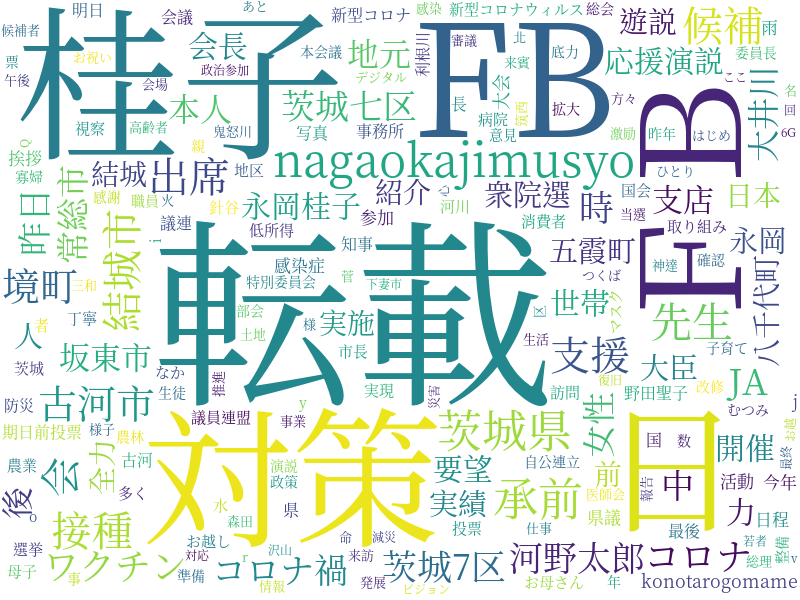 桂子
FB
転載
対策
FB
日
nagaokajimusyo
茨城七区
地元
応援演説
候補
遊説
大井川
会長
本人
出席
結城
永岡桂子
紹介
衆院選
時
支店
日本
永岡
八千代町
五霞町
世帯
支援
先生
大臣
JA
開催
中
女性
茨城県
承前
河野太郎
コロナ
konotarogomame
茨城7区
コロナ禍
ワクチン
接種
実績
要望
実施
坂東市
古河市
境町
人
結城市
常総市
昨日
全力
会
後
前
力
県議
活動
今年
日程
野田聖子
子育て
自公連立
議員連盟
期日前投票
防災
農業
古河
選挙
母子
多く
お越し
準備
対応
発展
来訪
情報
ビジョン
お母さん
仕事
投票
医師会
政策
演説
事業
県
水
森田
沢山
命
減災
災害
年
最後
報告
国
数
むつみ
若者
総理
整備
最終
お越
改修
復旧
訪問
生活
マスク
つくば
神達
確認
取り組み
国会
当選
消費者
河川
心
参加
知事
低所得
感染症
特別委員会
下妻市
菅
様
部会
土地
市長
推進
生徒
実現
なか
丁寧
三和
者
茨城
様子
農林
火
職員
議連
針谷
地区
感謝
寡婦
挨拶
視察
高齢者
親
鬼怒川
写真
事務所
病院
意見
大会
長
筑西
拡大
方々
激励
昨年
はじめ
ひとり
6G
回
名
ここ
委員長
雨
来賓
底力
北
総会
新型コロナウィルス
感染
審議
利根川
デジタル
本会議
新型コロナ
あと
会議
政治参加
会場
お祝い
明日
候補者
票
午後
区
事
Q
i
y
r
o
j
v